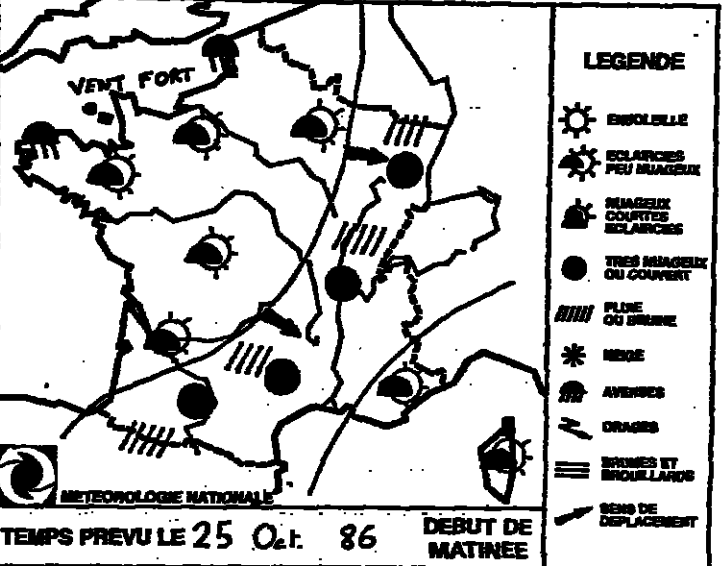 VENT FORT
METEOROLOGIE NATIONALE
TEMPS PREVU LE 25 Oct. 86 DEBUT DE
MATINEE
LEGENDE
ENSOLEILLE
ECLAIRCIES
PEU NUAGEUX
NUAGEUX
COURTES
ECLAIRCIES
TRES NUAGEUX
OU COUVERT
PLUIE
OU BRUINE
NEIGE
AVERSES
ORAGES
BRUMES ET
BROUILLARDS
SENS DE
DEPLACEMENT